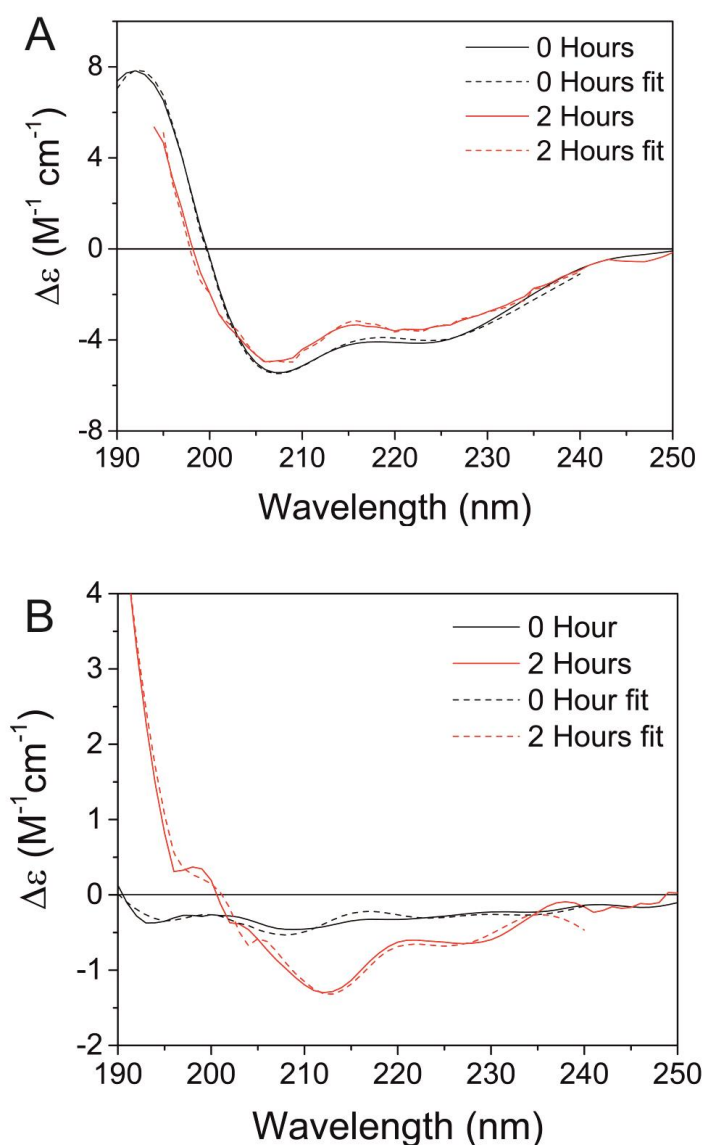 A
0 Hours
0 Hours fit
2 Hours
2 Hours fit
8
4
0
-4
-8
Δε (M⁻¹ cm⁻¹)
190 200 210 220 230 240 250
Wavelength (nm)
B
0 Hour
2 Hours
0 Hour fit
2 Hours fit
4
3
2
1
0
-1
-2
Δε (M⁻¹cm⁻¹)
190 200 210 220 230 240 250
Wavelength (nm)